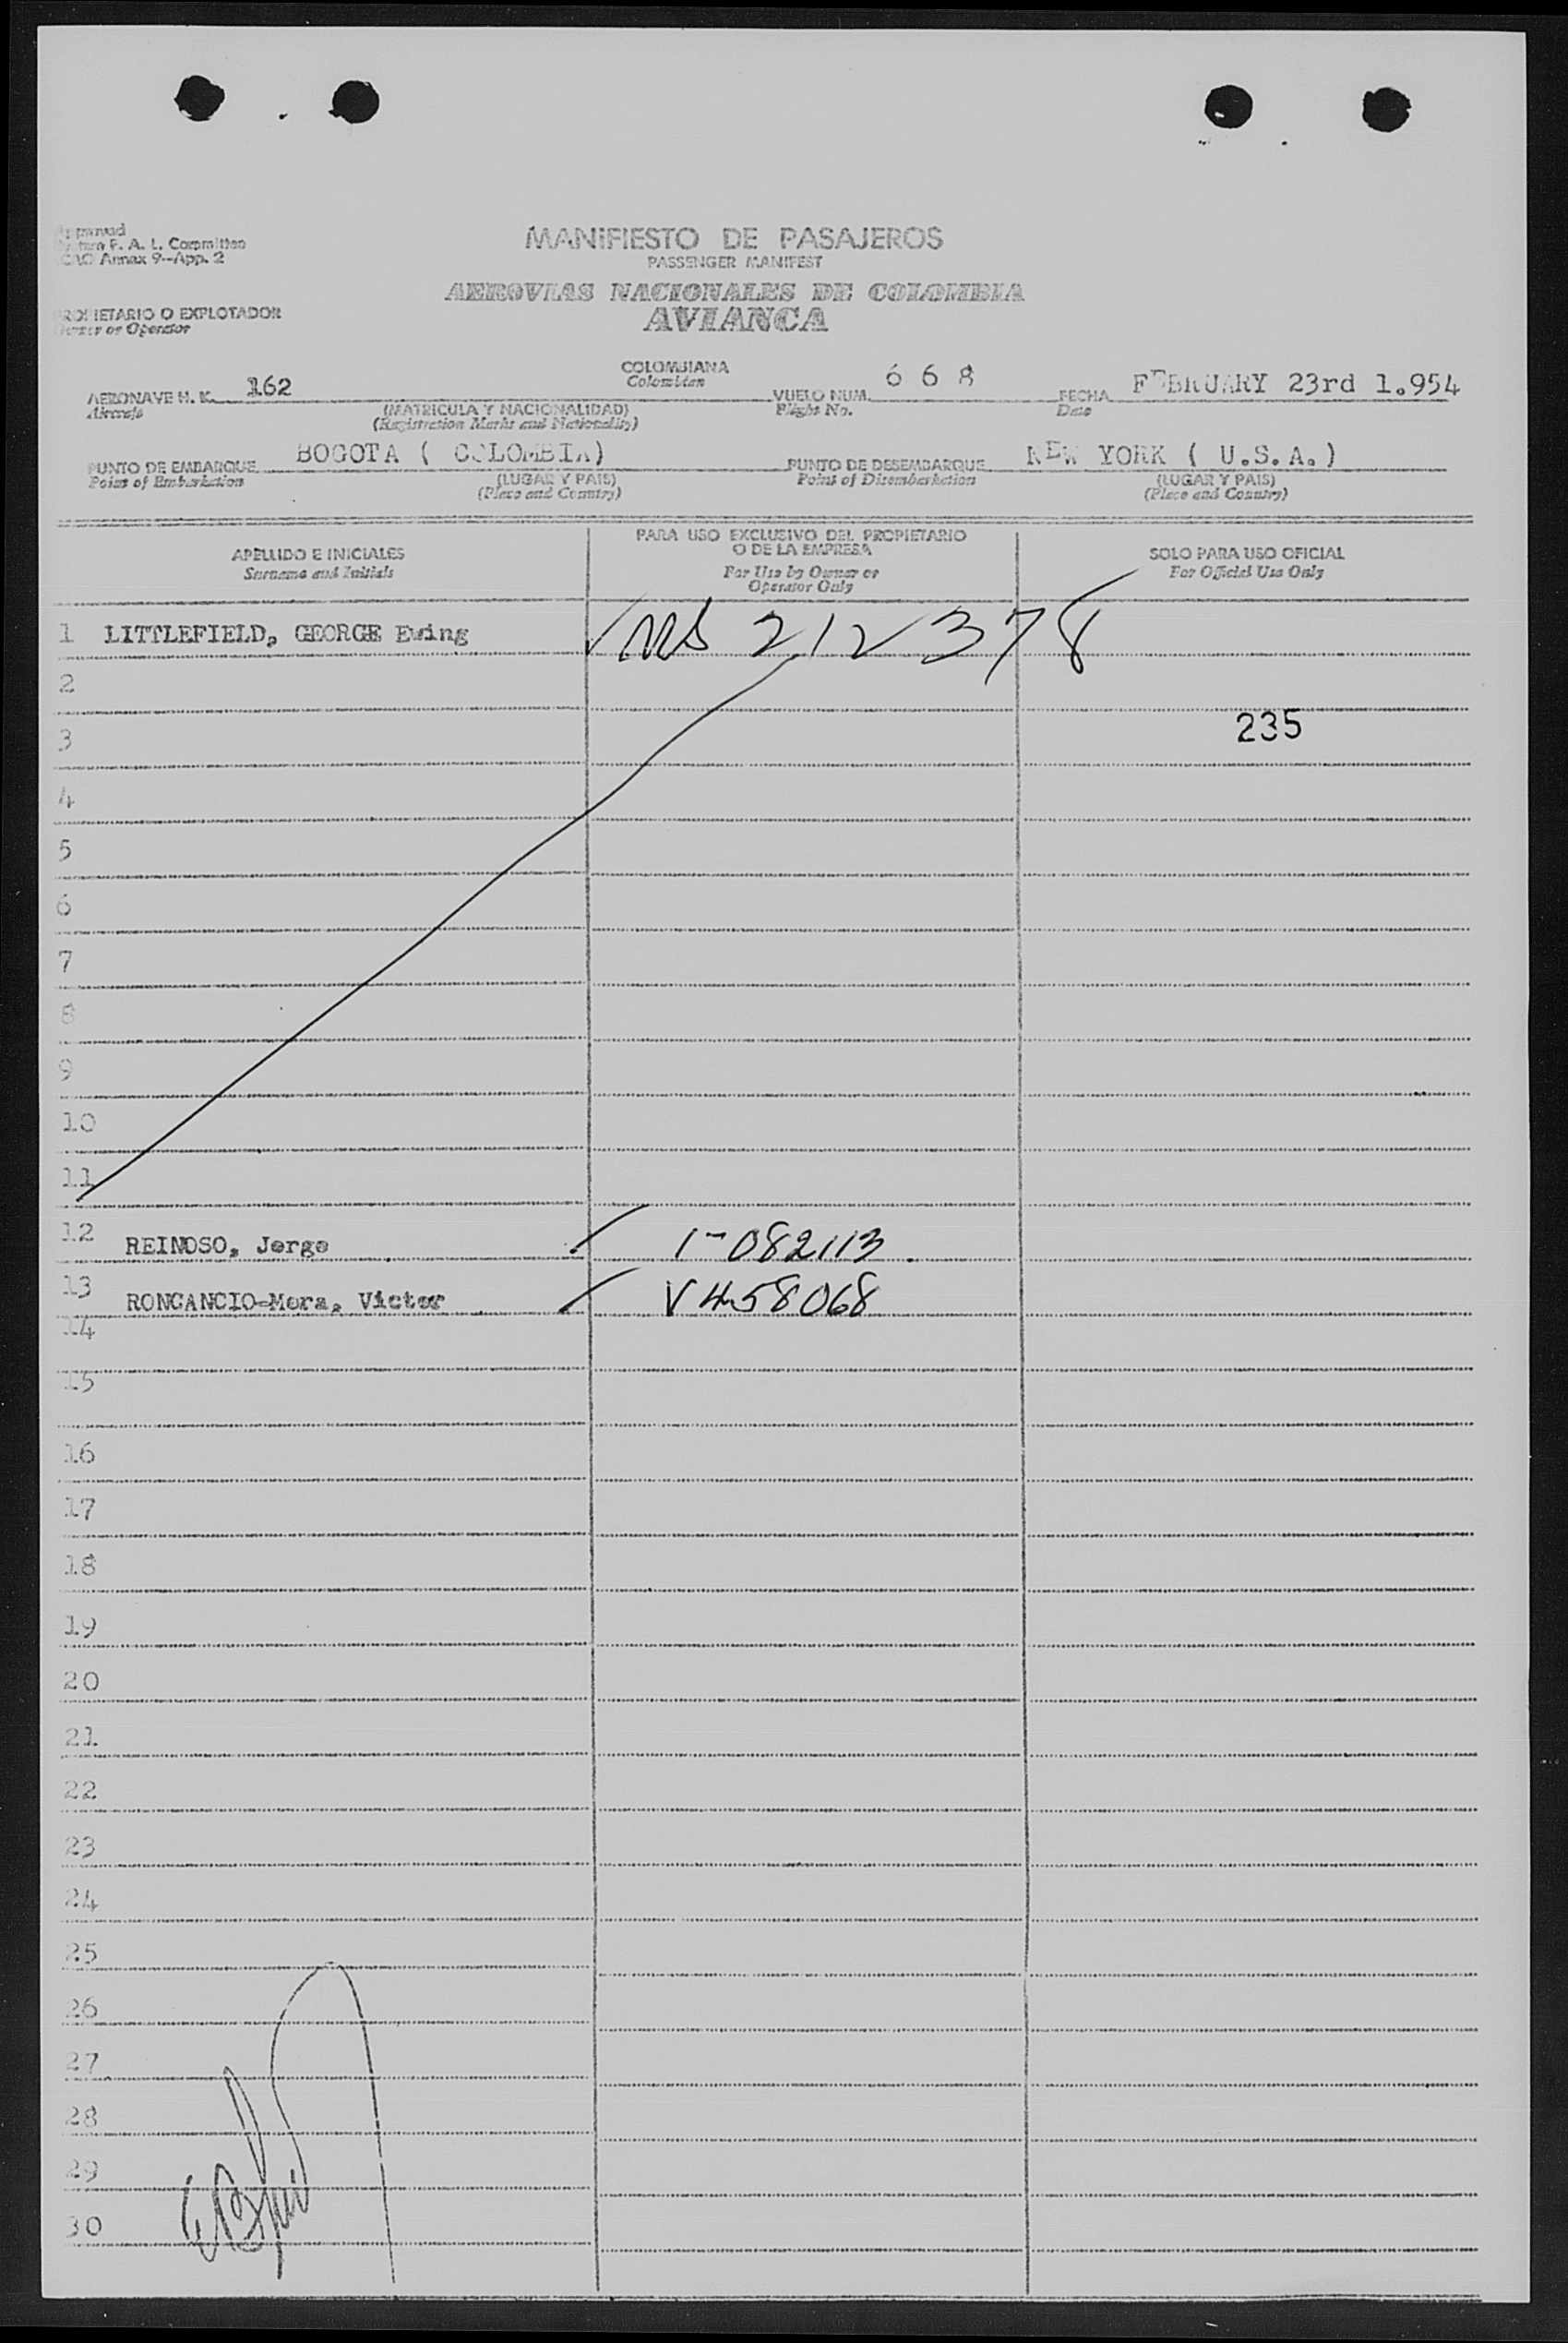 F. A. L. Committee
ICAO Annex 9--App. 2
MANIFIESTO DE PASAJEROS
PASSENGER MANIFEST
AEROVIAS NACIONALES DE COLOMBIA
AVIANCA
PROPIETARIO O EXPLOTADOR
Owner or Operator
AERONAVE H. K. 162
Aircraft
COLOMBIANA
Colombian
(MATRICULA Y NACIONALIDAD)
(Registration Marks and Nationality)
VUELO NUM. 6 6 8
Flight No.
FECHA FEBRUARY 23rd 1.954
Date
PUNTO DE EMBARQUE BOGOTA ( COLOMBIA)
Point of Embarkation
(LUGAR Y PAIS)
(Place and Country)
PUNTO DE DESEMBARQUE NEW YORK ( U.S.A.)
Point of Disembarkation
(LUGAR Y PAIS)
(Place and Country)
APELLIDO E INICIALES
Surname and Initials
PARA USO EXCLUSIVO DEL PROPIETARIO
O DE LA EMPRESA
For Use by Owner or
Operator Only
SOLO PARA USO OFICIAL
For Official Use Only
1 LITTLEFIELD, GEORGE Ewing 212378
2
235
3
4
5
6
7
8
9
10
11
12 REINOSO, Jorge 1-082113
13 RONCANCIO-Mora, Victor V458068
14
15
16
17
18
19
20
21
22
23
24
25
26
27
28
29
30